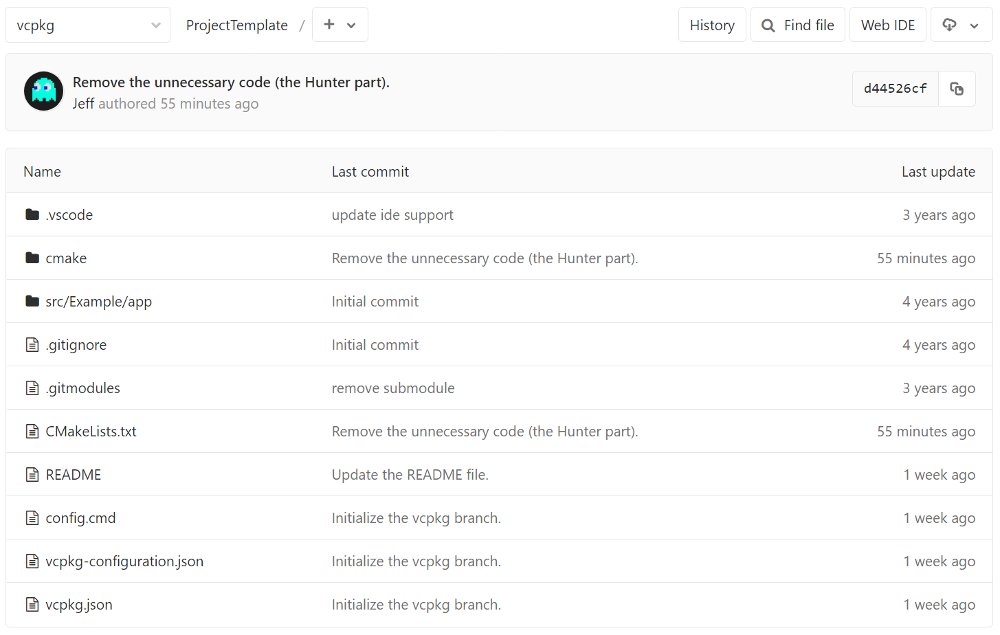 vcpkg ProjectTemplate / + History Find file Web IDE
Remove the unnecessary code (the Hunter part).
Jeff authored 55 minutes ago
d44526cf
Name Last commit Last update
.vscode update ide support 3 years ago
cmake Remove the unnecessary code (the Hunter part). 55 minutes ago
src/Example/app Initial commit 4 years ago
.gitignore Initial commit 4 years ago
.gitmodules remove submodule 3 years ago
CMakeLists.txt Remove the unnecessary code (the Hunter part). 55 minutes ago
README Update the README file. 1 week ago
config.cmd Initialize the vcpkg branch. 1 week ago
vcpkg-configuration.json Initialize the vcpkg branch. 1 week ago
vcpkg.json Initialize the vcpkg branch. 1 week ago